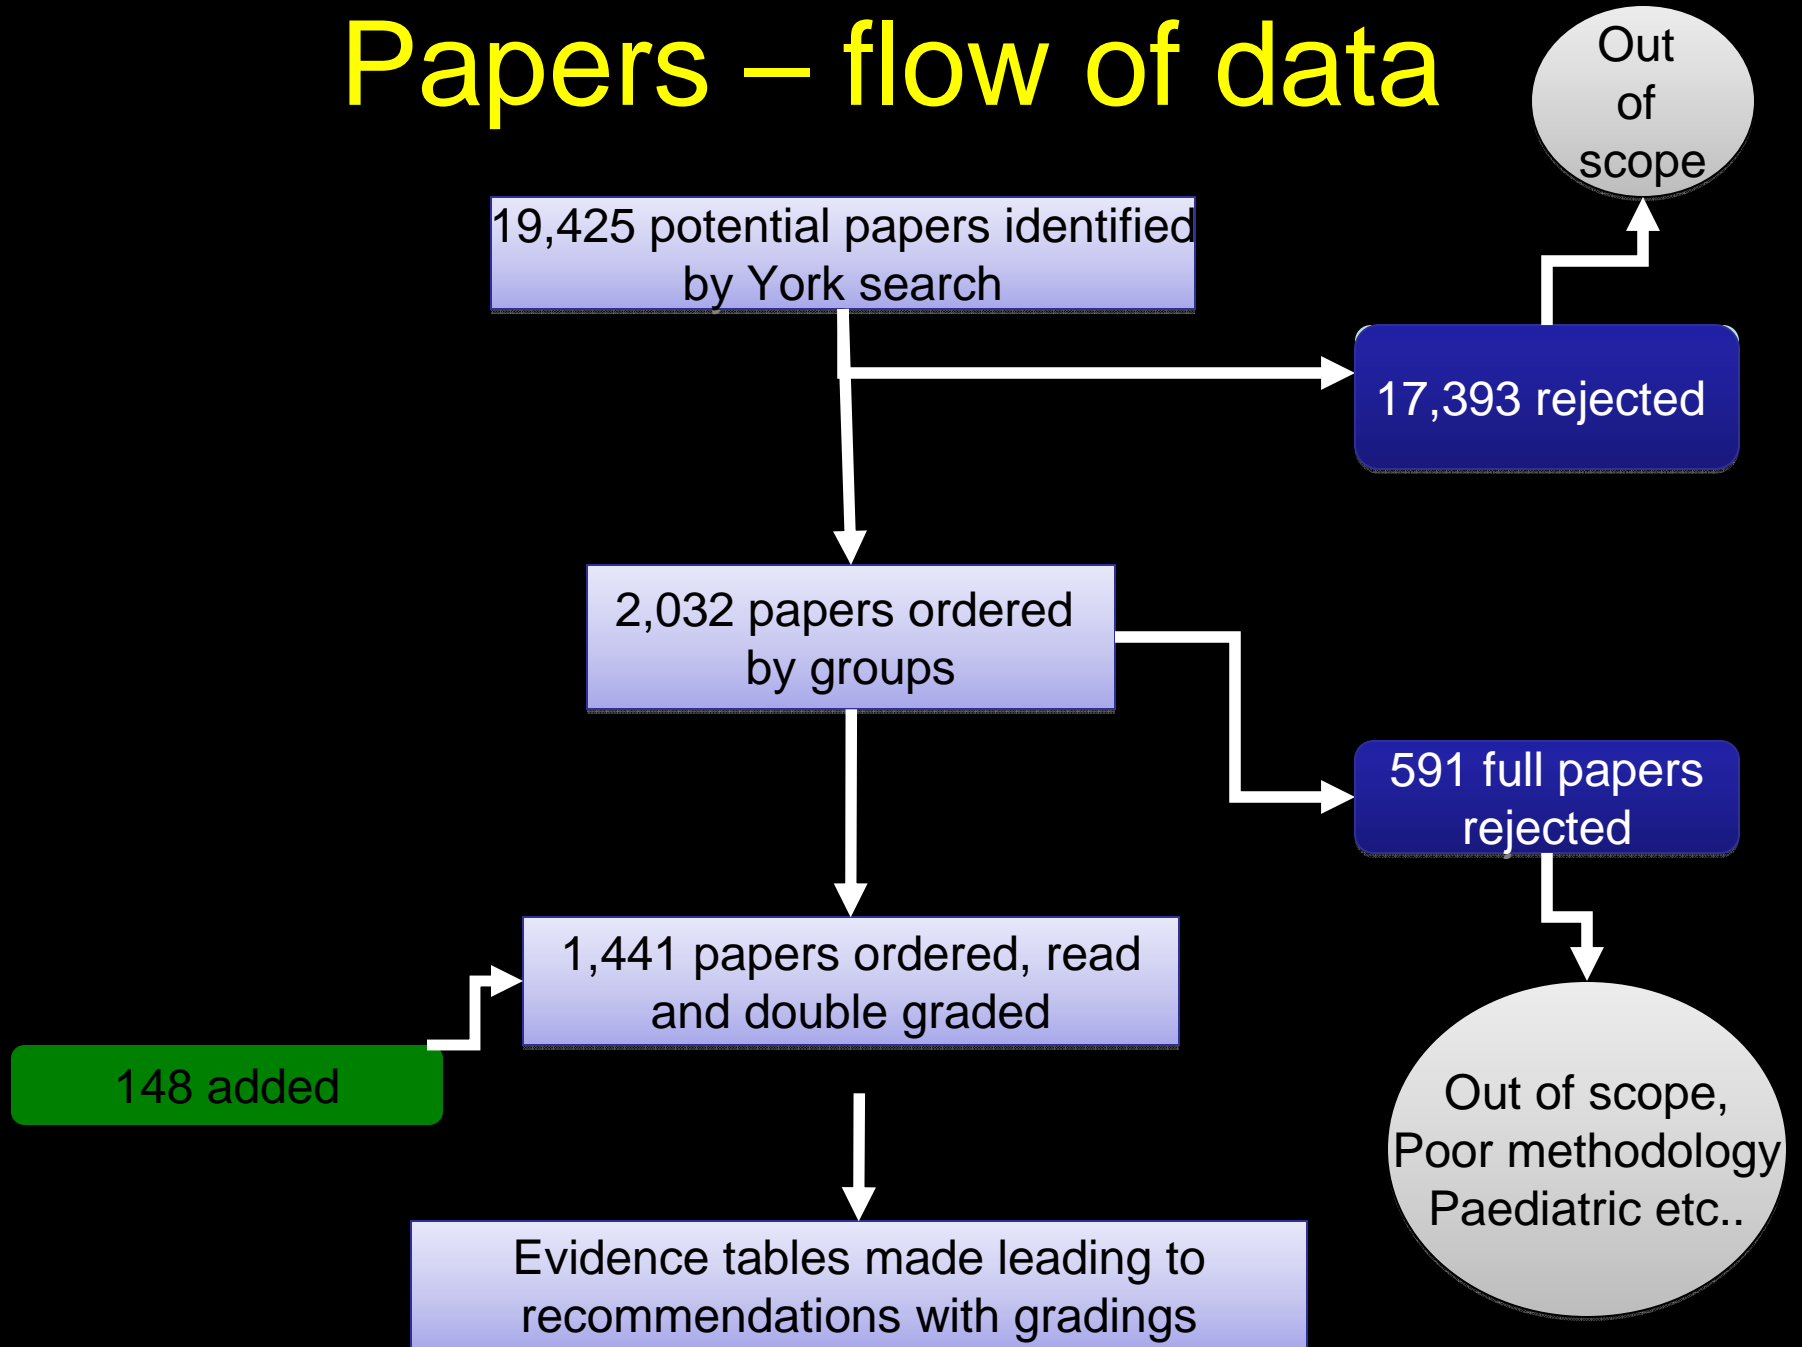 Papers – flow of data
Out
of
scope
19,425 potential papers identified
by York search
17,393 rejected
2,032 papers ordered
by groups
591 full papers
rejected
1,441 papers ordered, read
and double graded
148 added
Out of scope,
Poor methodology
Paediatric etc..
Evidence tables made leading to
recommendations with gradings